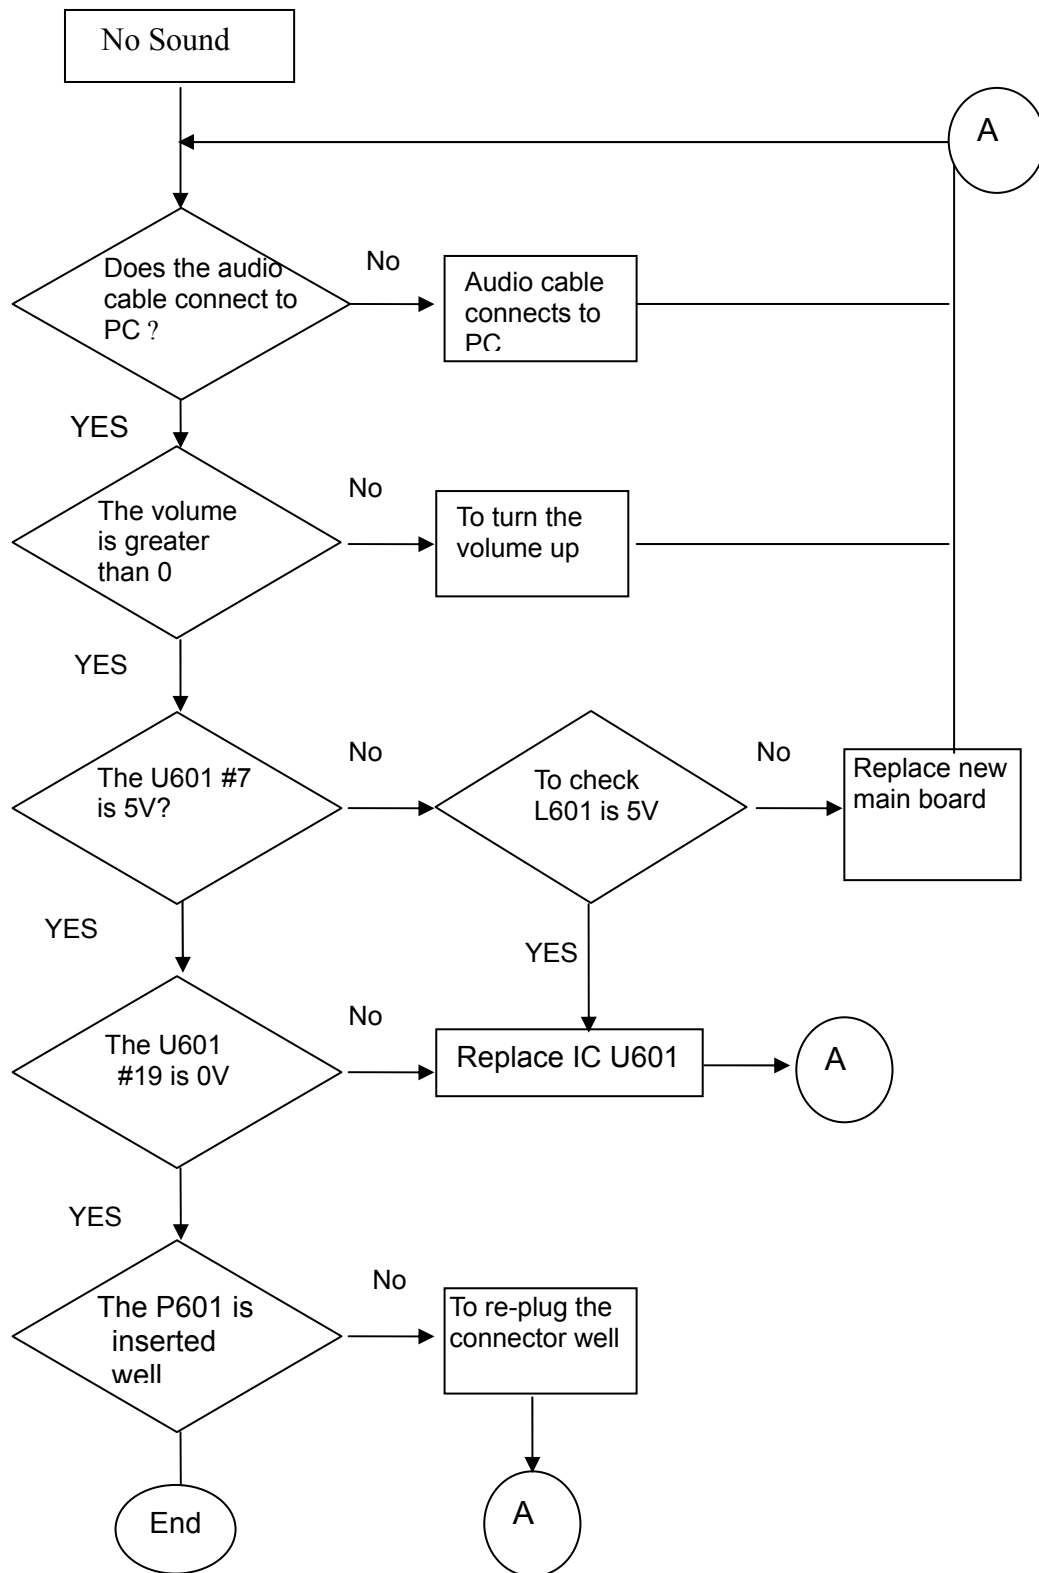 No Sound
A
Does the audio
cable connect to
PC ?
No
Audio cable
connects to
PC
YES
The volume
is greater
than 0
No
To turn the
volume up
YES
The U601 #7
is 5V?
No
To check
L601 is 5V
No
Replace new
main board
YES
YES
The U601
#19 is 0V
No
Replace IC U601
A
YES
The P601 is
inserted
well
No
To re-plug the
connector well
End
A